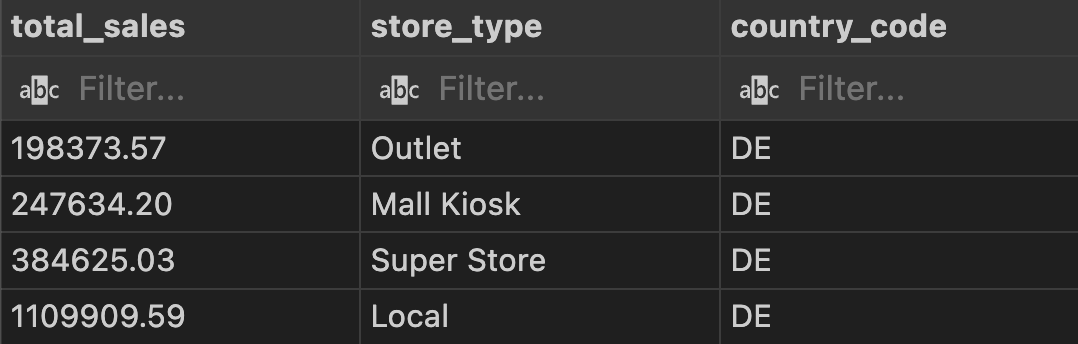 total_sales store_type country_code
abc Filter... abc Filter... abc Filter...
198373.57 Outlet DE
247634.20 Mall Kiosk DE
384625.03 Super Store DE
1109909.59 Local DE